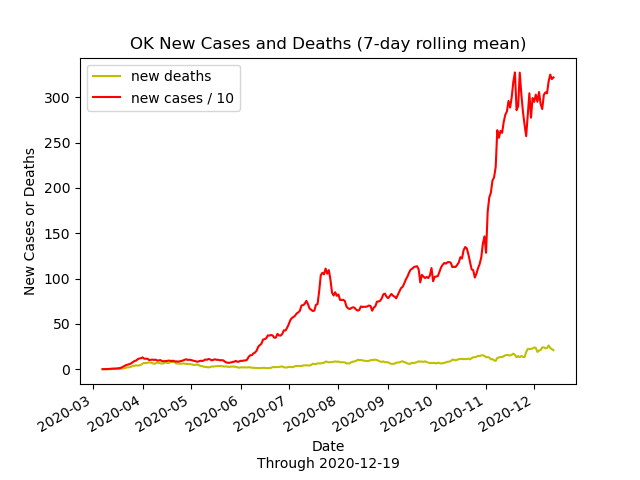 OK New Cases and Deaths (7-day rolling mean)
new deaths
new cases / 10
300
250
200
150
100
50
0
New Cases or Deaths
2020-03
2020-04
2020-05
2020-06
2020-07
2020-08
2020-09
2020-10
2020-11
2020-12
Date
Through 2020-12-19